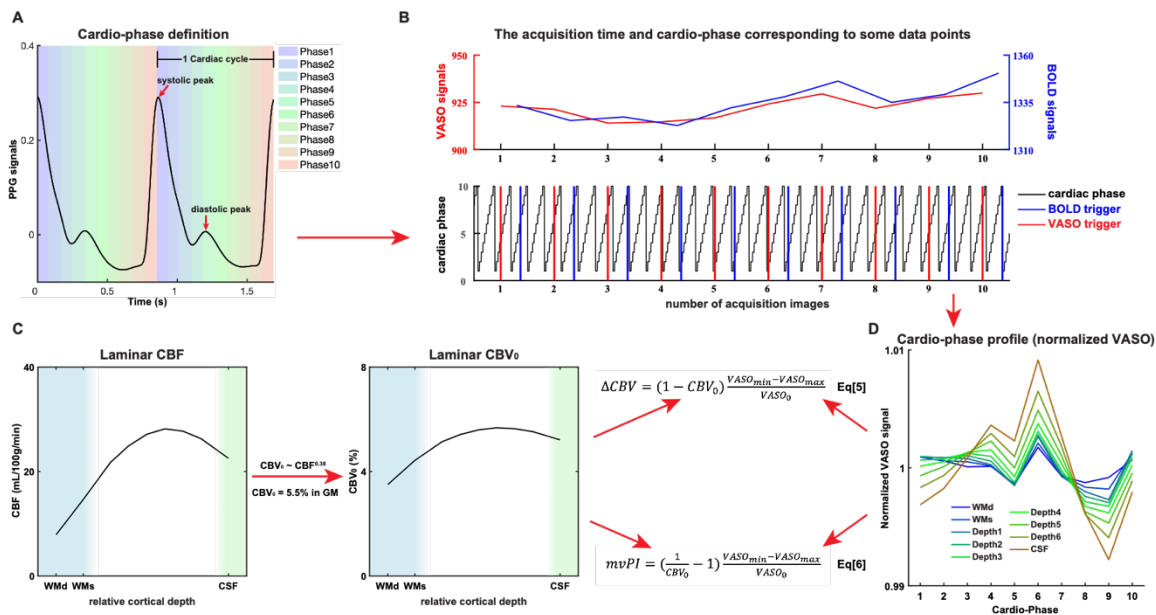 A
Cardio-phase definition
0.4
0.2
0
PPG signals
1 Cardiac cycle
systolic peak
diastolic peak
0
0.5
1
1.5
Time (s)
Phase1
Phase2
Phase3
Phase4
Phase5
Phase6
Phase7
Phase8
Phase9
Phase10
B
The acquisition time and cardio-phase corresponding to some data points
950
925
900
VASO signals
1360
1335
1310
BOLD signals
1 2 3 4 5 6 7 8 9 10
10
5
0
cardiac phase
1 2 3 4 5 6 7 8 9 10
number of acquisition images
cardiac phase
BOLD trigger
VASO trigger
C
Laminar CBF
40
20
0
CBF (mL/100g/min)
WMd WMs CSF
relative cortical depth
CBV₀ ~ CBF^0.38
CBV₀ = 5.5% in GM
Laminar CBV₀
8
4
0
CBV₀ (%)
WMd WMs CSF
relative cortical depth
ΔCBV = (1 − CBV₀) (VASO_min−VASO_max)/VASO₀ Eq[5]
mvPI = (1/CBV₀ − 1) (VASO_min−VASO_max)/VASO₀ Eq[6]
D
Cardio-phase profile (normalized VASO)
1.01
1
0.99
Normalized VASO signal
WMd
WMs
Depth1
Depth2
Depth3
Depth4
Depth5
Depth6
CSF
1 2 3 4 5 6 7 8 9 10
Cardio-Phase